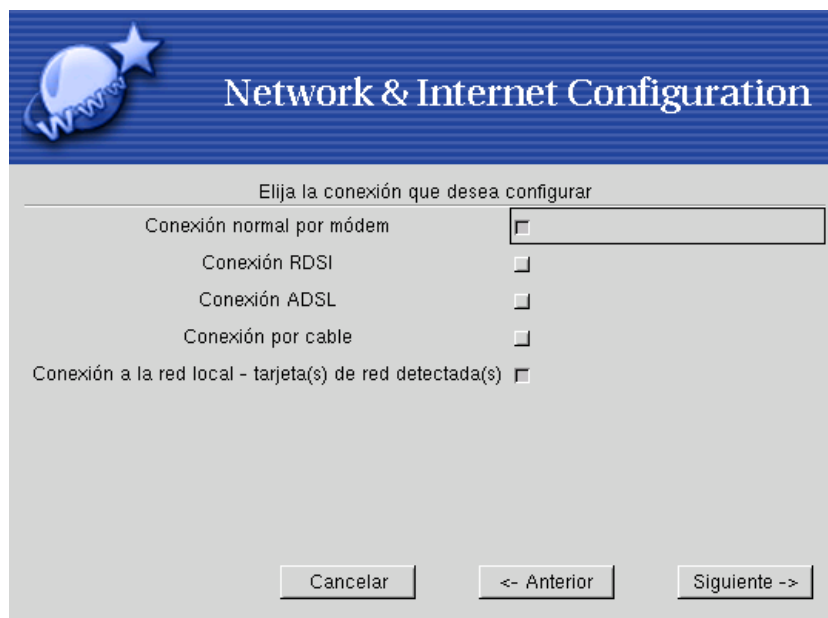 WWW
Network & Internet Configuration
Elija la conexión que desea configurar
Conexión normal por módem
Conexión RDSI
Conexión ADSL
Conexión por cable
Conexión a la red local - tarjeta(s) de red detectada(s)
Cancelar <- Anterior Siguiente ->